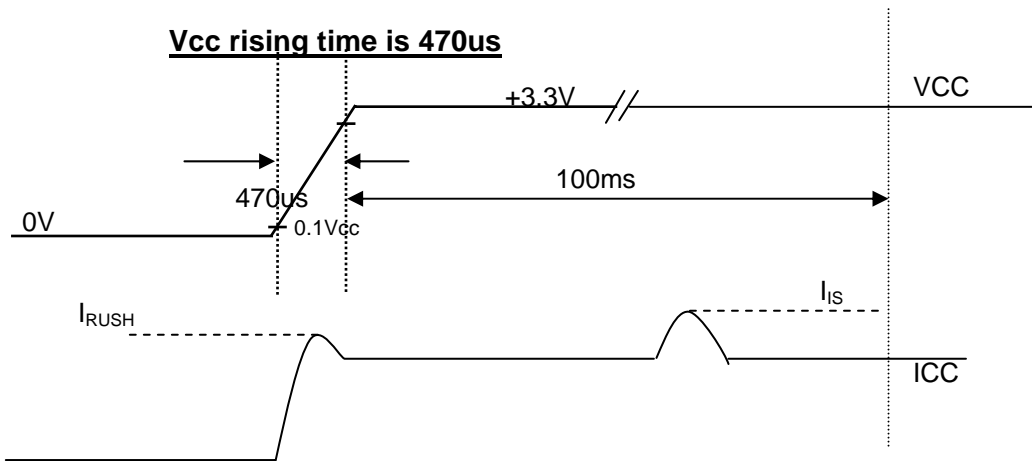 Vcc rising time is 470us
VCC
+3.3V
100ms
470us
0V
0.1Vcc
IIS
IRUSH
ICC